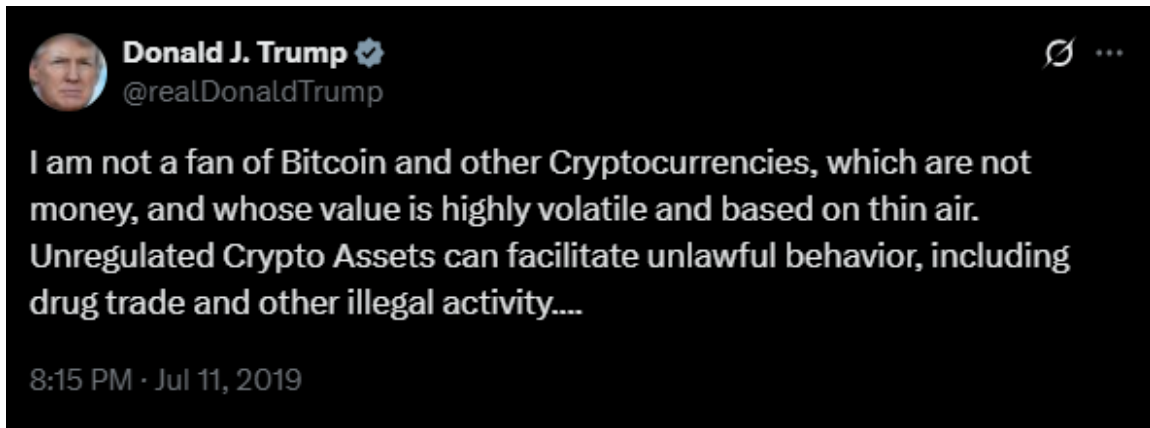 Donald J. Trump
@realDonaldTrump
I am not a fan of Bitcoin and other Cryptocurrencies, which are not
money, and whose value is highly volatile and based on thin air.
Unregulated Crypto Assets can facilitate unlawful behavior, including
drug trade and other illegal activity....
8:15 PM · Jul 11, 2019